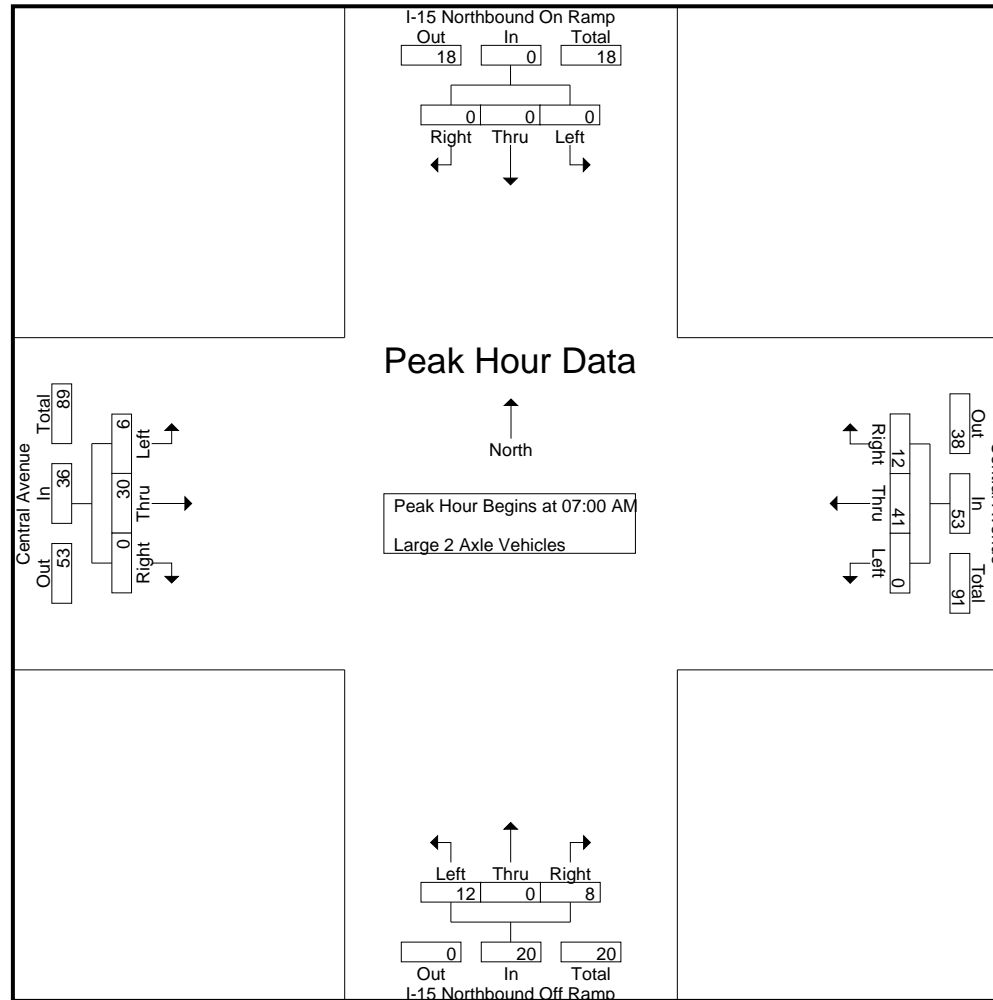 I-15 Northbound On Ramp
Out In Total
18 0 18
0 0 0
Right Thru Left
Peak Hour Data
North
Peak Hour Begins at 07:00 AM
Large 2 Axle Vehicles
Central Avenue
Total In Out
89 36 53
6 30 0
Left Thru Right
Out In Total
38 53 91
12 41 0
Right Thru Left
Left Thru Right
12 0 8
0 20 20
Out In Total
I-15 Northbound Off Ramp